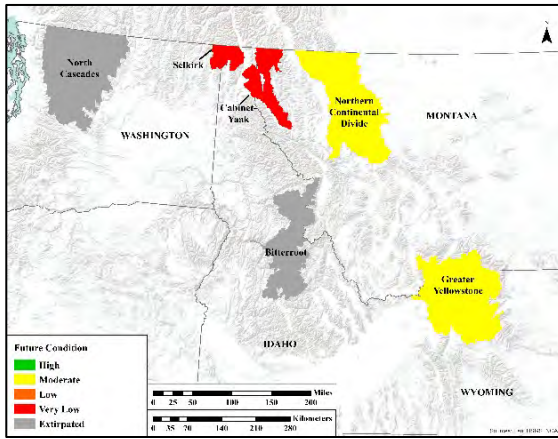 North
Cascades
Selkirk
Cabinet-
Yaak
Northern
Continental
Divide
MONTANA
WASHINGTON
Bitterroot
Greater
Yellowstone
IDAHO
WYOMING
Future Condition
High
Moderate
Low
Very Low
Extirpated
Miles
0 25 50 100 150 200
Kilometers
0 35 70 140 210 280